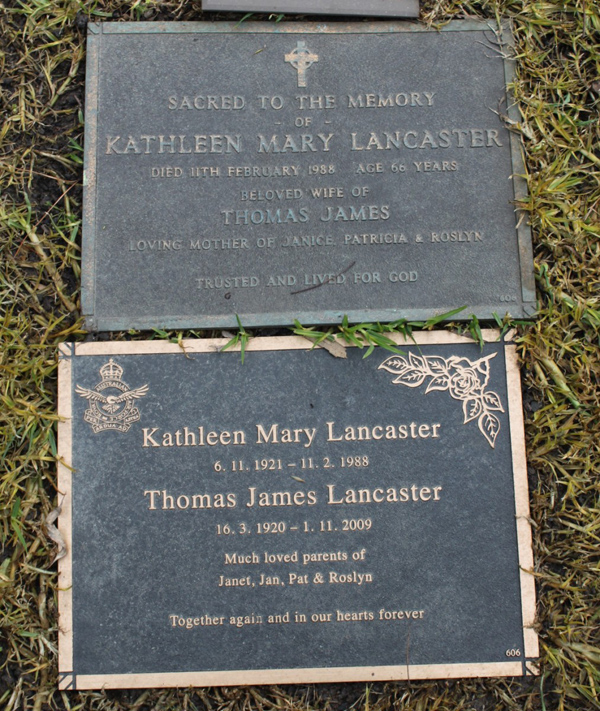 SACRED TO THE MEMORY
- OF -
KATHLEEN MARY LANCASTER
DIED 11TH FEBRUARY 1988 AGE 66 YEARS
BELOVED WIFE OF
THOMAS JAMES
LOVING MOTHER OF JANICE, PATRICIA & ROSLYN
TRUSTED AND LIVED FOR GOD
606
AUSTRALIAN
Kathleen Mary Lancaster
6. 11. 1921 – 11. 2. 1988
Thomas James Lancaster
16. 3. 1920 – 1. 11. 2009
Much loved parents of
Janet, Jan, Pat & Roslyn
Together again and in our hearts forever
606